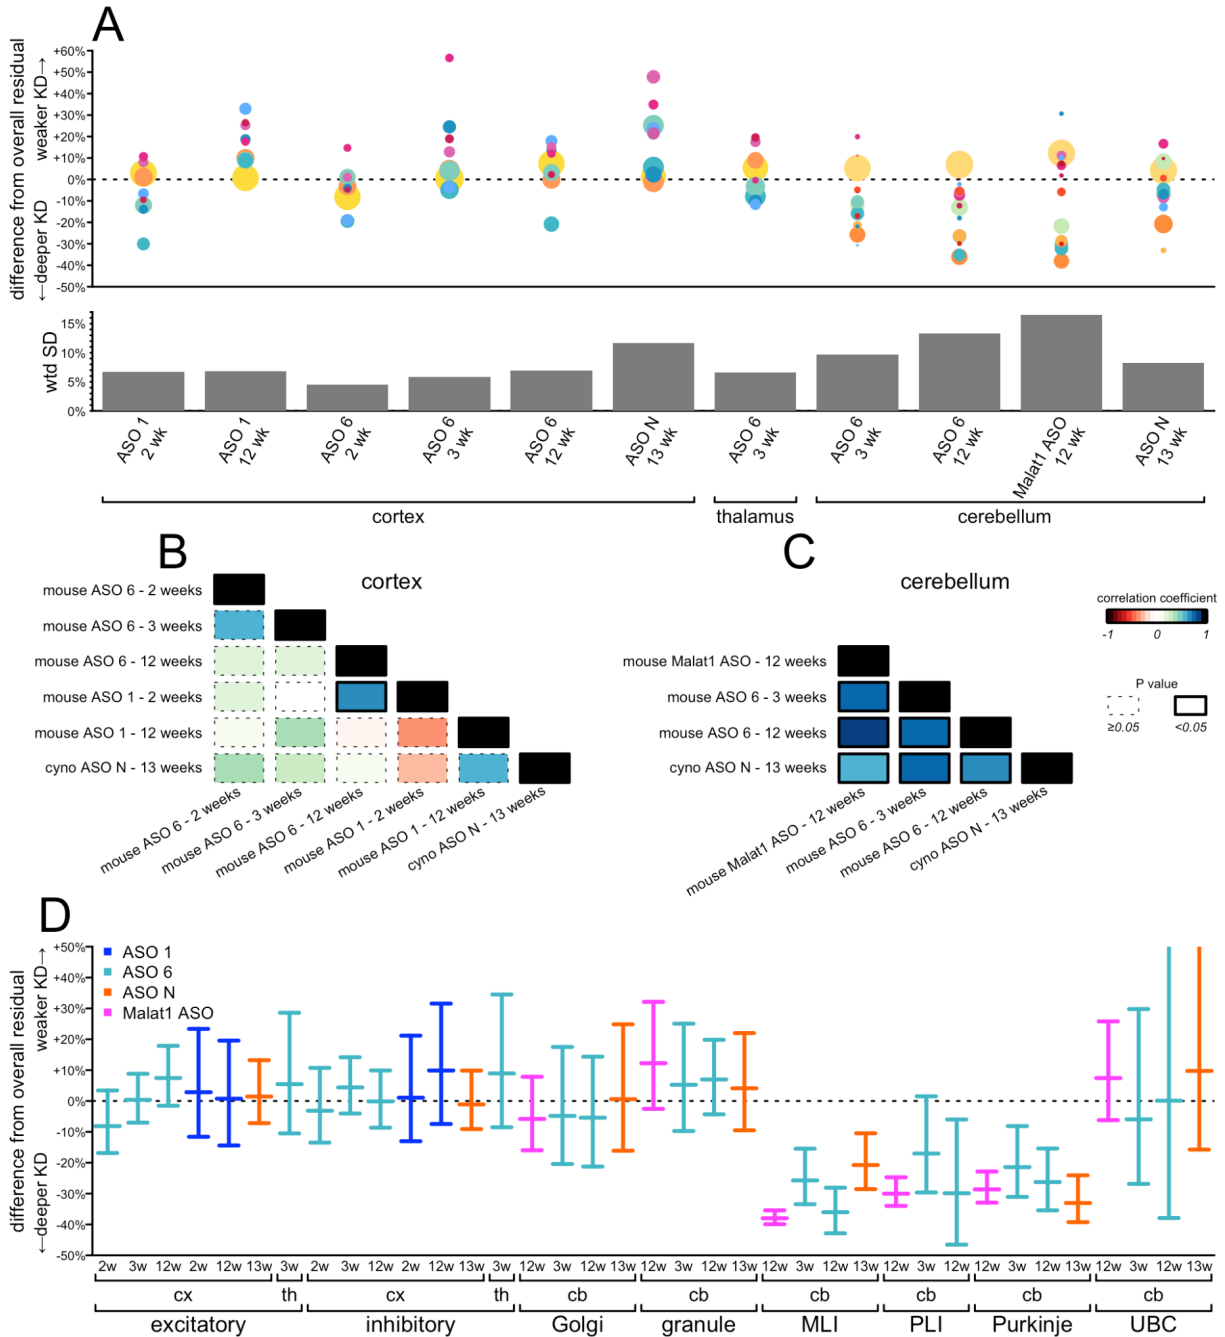 A
difference from overall residual
←deeper KD weaker KD→
+60%
+50%
+40%
+30%
+20%
+10%
0%
-10%
-20%
-30%
-40%
-50%
wtd SD
15%
10%
5%
0%
ASO 1
2 wk
ASO 1
12 wk
ASO 6
2 wk
ASO 6
3 wk
ASO 6
12 wk
ASO N
13 wk
ASO 6
3 wk
ASO 6
3 wk
ASO 6
12 wk
Malat1 ASO
12 wk
ASO N
13 wk
cortex
thalamus
cerebellum
B
cortex
mouse ASO 6 - 2 weeks
mouse ASO 6 - 3 weeks
mouse ASO 6 - 12 weeks
mouse ASO 1 - 2 weeks
mouse ASO 1 - 12 weeks
cyno ASO N - 13 weeks
mouse ASO 6 - 2 weeks
mouse ASO 6 - 3 weeks
mouse ASO 6 - 12 weeks
mouse ASO 1 - 2 weeks
mouse ASO 1 - 12 weeks
cyno ASO N - 13 weeks
C
cerebellum
mouse Malat1 ASO - 12 weeks
mouse ASO 6 - 3 weeks
mouse ASO 6 - 12 weeks
cyno ASO N - 13 weeks
mouse Malat1 ASO - 12 weeks
mouse ASO 6 - 3 weeks
mouse ASO 6 - 12 weeks
cyno ASO N - 13 weeks
correlation coefficient
-1 0 1
P value
≥0.05 <0.05
D
difference from overall residual
←deeper KD weaker KD→
+50%
+40%
+30%
+20%
+10%
0%
-10%
-20%
-30%
-40%
-50%
ASO 1
ASO 6
ASO N
Malat1 ASO
2w 3w 12w 2w 12w 13w 3w 2w 3w 12w 2w 12w 13w 3w 12w 3w 12w 13w 12w 3w 12w 13w 12w 3w 12w 13w 12w 3w 12w 12w 3w 12w 13w 12w 3w 12w 13w
cx th cx th cb cb cb cb cb cb
excitatory inhibitory Golgi granule MLI PLI Purkinje UBC